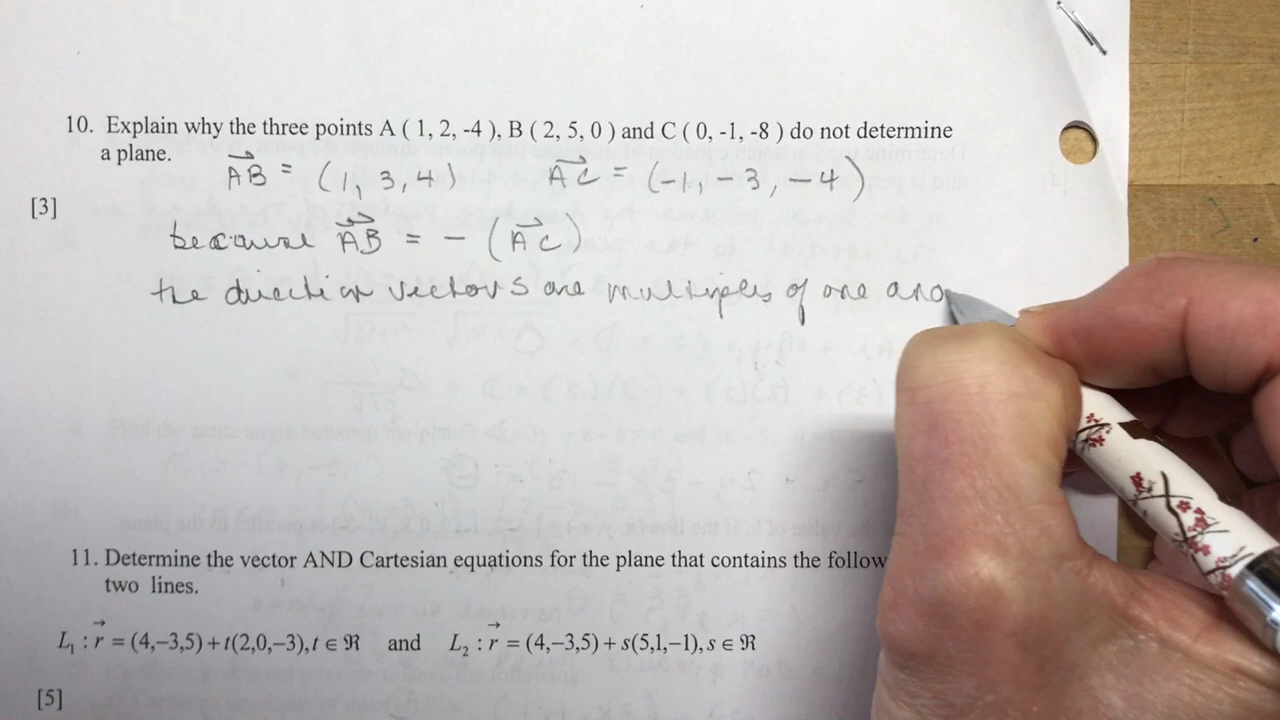 10. Explain why the three points A ( 1, 2, -4 ), B ( 2, 5, 0 ) and C ( 0, -1, -8 ) do not determine
a plane.
AB⃗ = (1, 3, 4) AC⃗ = (-1, -3, -4)
[3]
because AB⃗ = - (AC⃗)
the direction vectors are multiples of one ano
11. Determine the vector AND Cartesian equations for the plane that contains the follow
two lines.
L₁ : r⃗ = (4,−3,5) + t(2,0,−3), t ∈ ℜ and L₂ : r⃗ = (4,−3,5) + s(5,1,−1), s ∈ ℜ
[5]